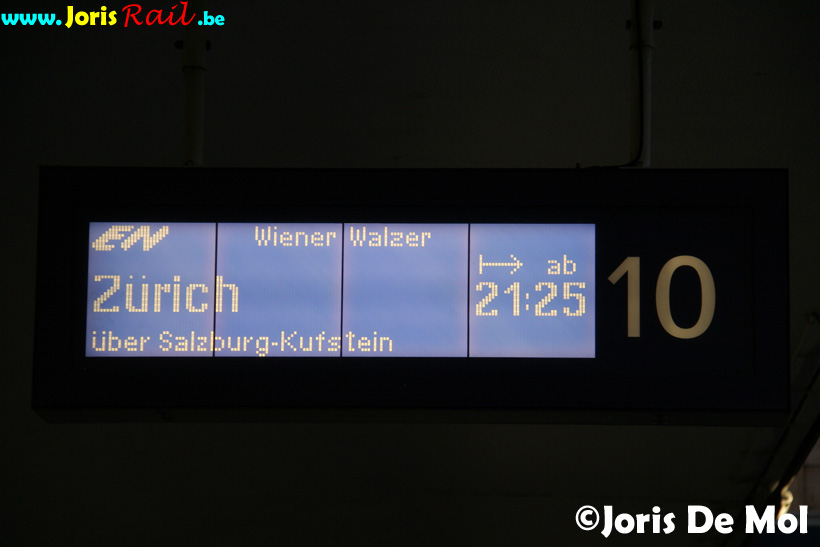 www.JorisRail.be
EN Wiener Walzer
ab
Zürich 21:25 10
über Salzburg-Kufstein
©Joris De Mol